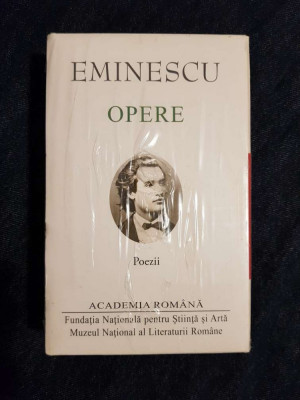 EMINESCU
OPERE
Poezii
ACADEMIA ROMÂNĂ
Fundația Națională pentru Știință și Artă
Muzeul Național al Literaturii Române